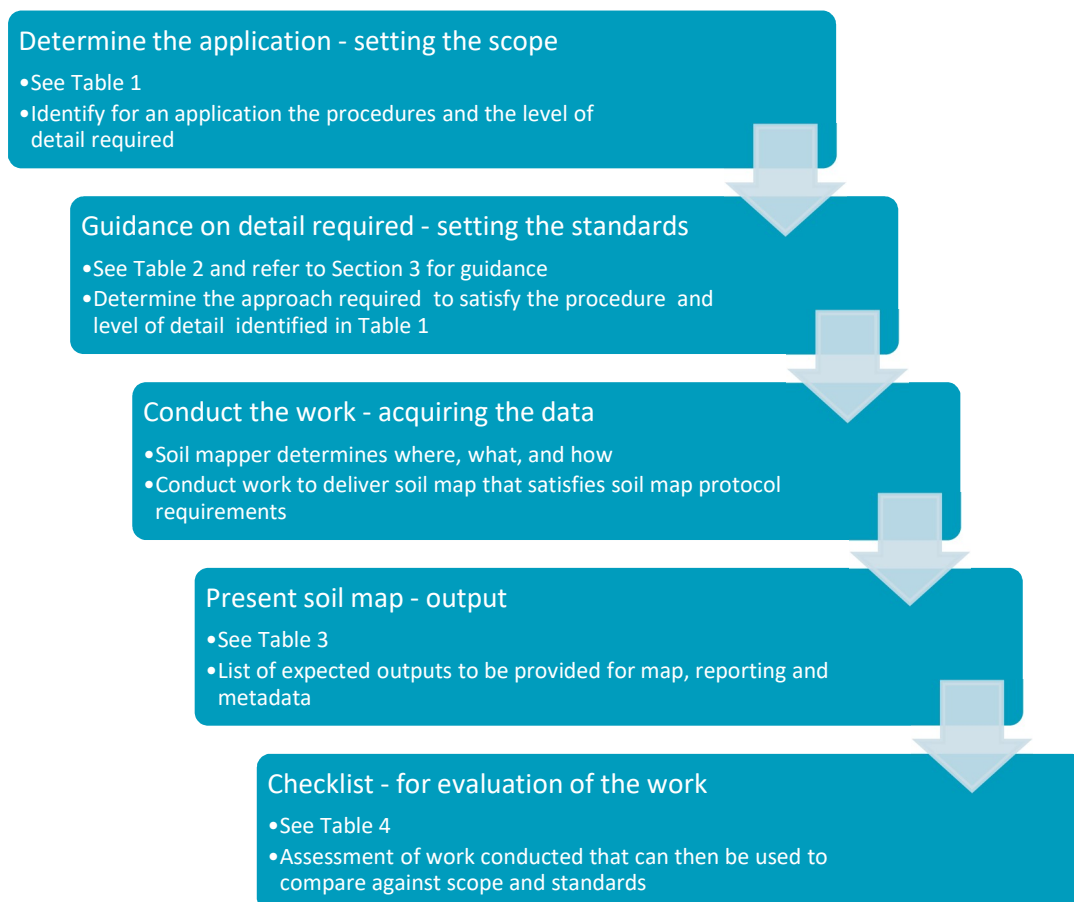 Determine the application - setting the scope
•See Table 1
•Identify for an application the procedures and the level of
detail required
Guidance on detail required - setting the standards
•See Table 2 and refer to Section 3 for guidance
•Determine the approach required to satisfy the procedure and
level of detail identified in Table 1
Conduct the work - acquiring the data
•Soil mapper determines where, what, and how
•Conduct work to deliver soil map that satisfies soil map protocol
requirements
Present soil map - output
•See Table 3
•List of expected outputs to be provided for map, reporting and
metadata
Checklist - for evaluation of the work
•See Table 4
•Assessment of work conducted that can then be used to
compare against scope and standards